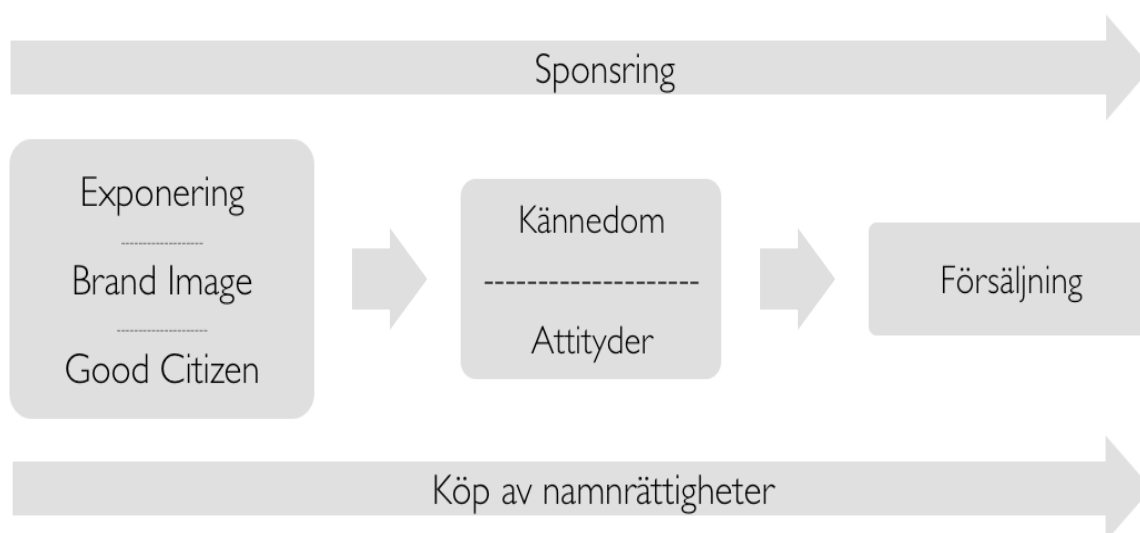 Sponsring
Exponering
Brand Image
Good Citizen
Kännedom
Attityder
Försäljning
Köp av namnrättigheter